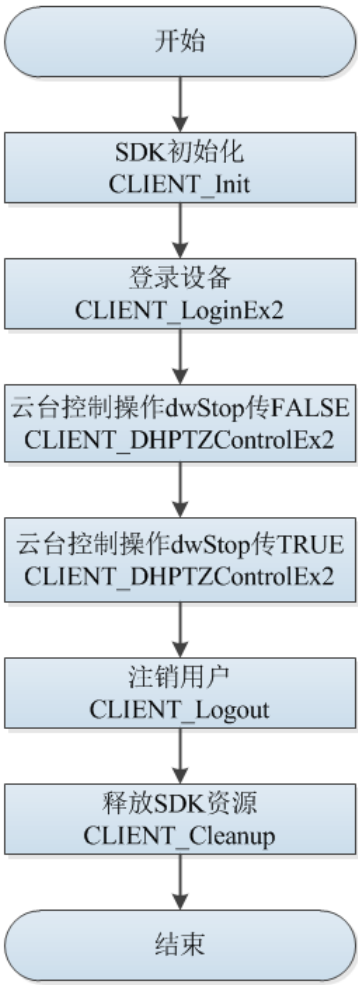 开始
SDK初始化
CLIENT_Init
登录设备
CLIENT_LoginEx2
云台控制操作dwStop传FALSE
CLIENT_DHPTZControlEx2
云台控制操作dwStop传TRUE
CLIENT_DHPTZControlEx2
注销用户
CLIENT_Logout
释放SDK资源
CLIENT_Cleanup
结束